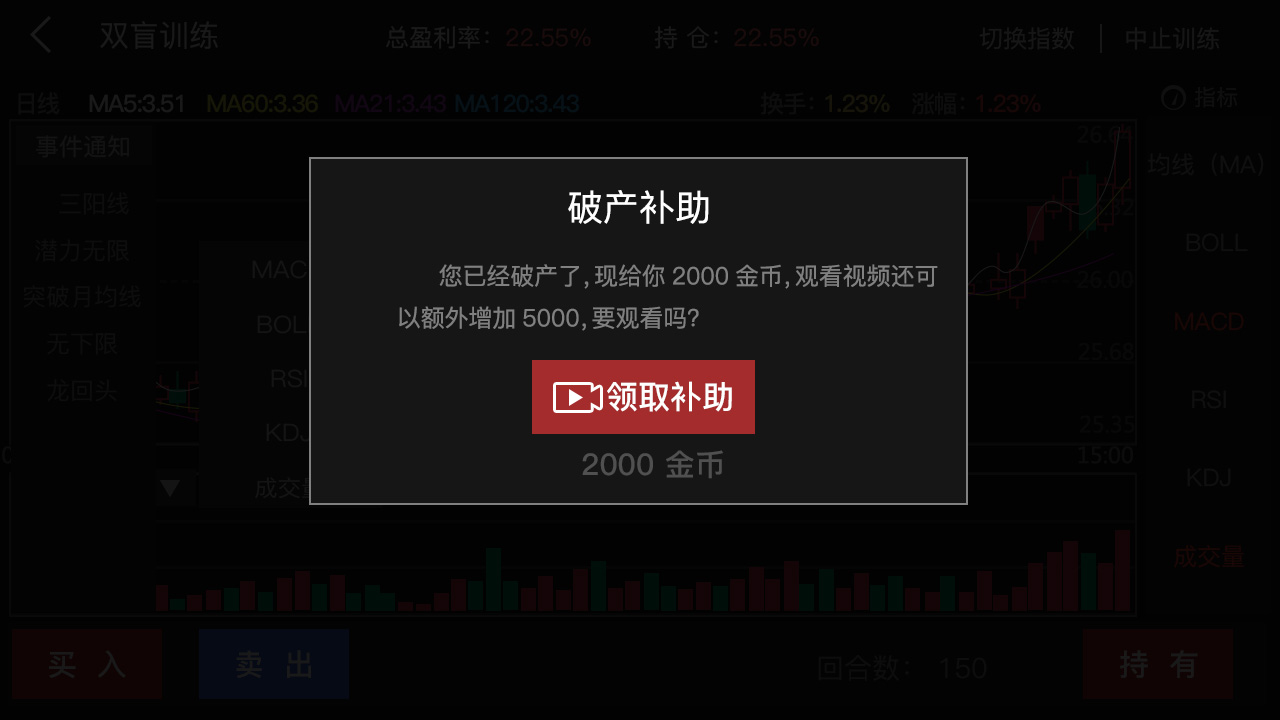 双盲训练
总盈利率：22.55%
持 仓：22.55%
切换指数
中止训练
日线 MA5:3.51 MA60:3.36 MA21:3.43 MA120:3.43
换手：1.23% 涨幅：1.23%
指标
事件通知
三阳线
潜力无限
突破月均线
无下限
龙回头
MAC
BOL
RSI
KDJ
成交量
破产补助
您已经破产了,现给你 2000 金币,观看视频还可
以额外增加 5000,要观看吗?
领取补助
2000 金币
26.00
25.68
25.35
15:00
均线（MA）
BOLL
MACD
RSI
KDJ
成交量
买 入
卖 出
回合数： 150
持 有